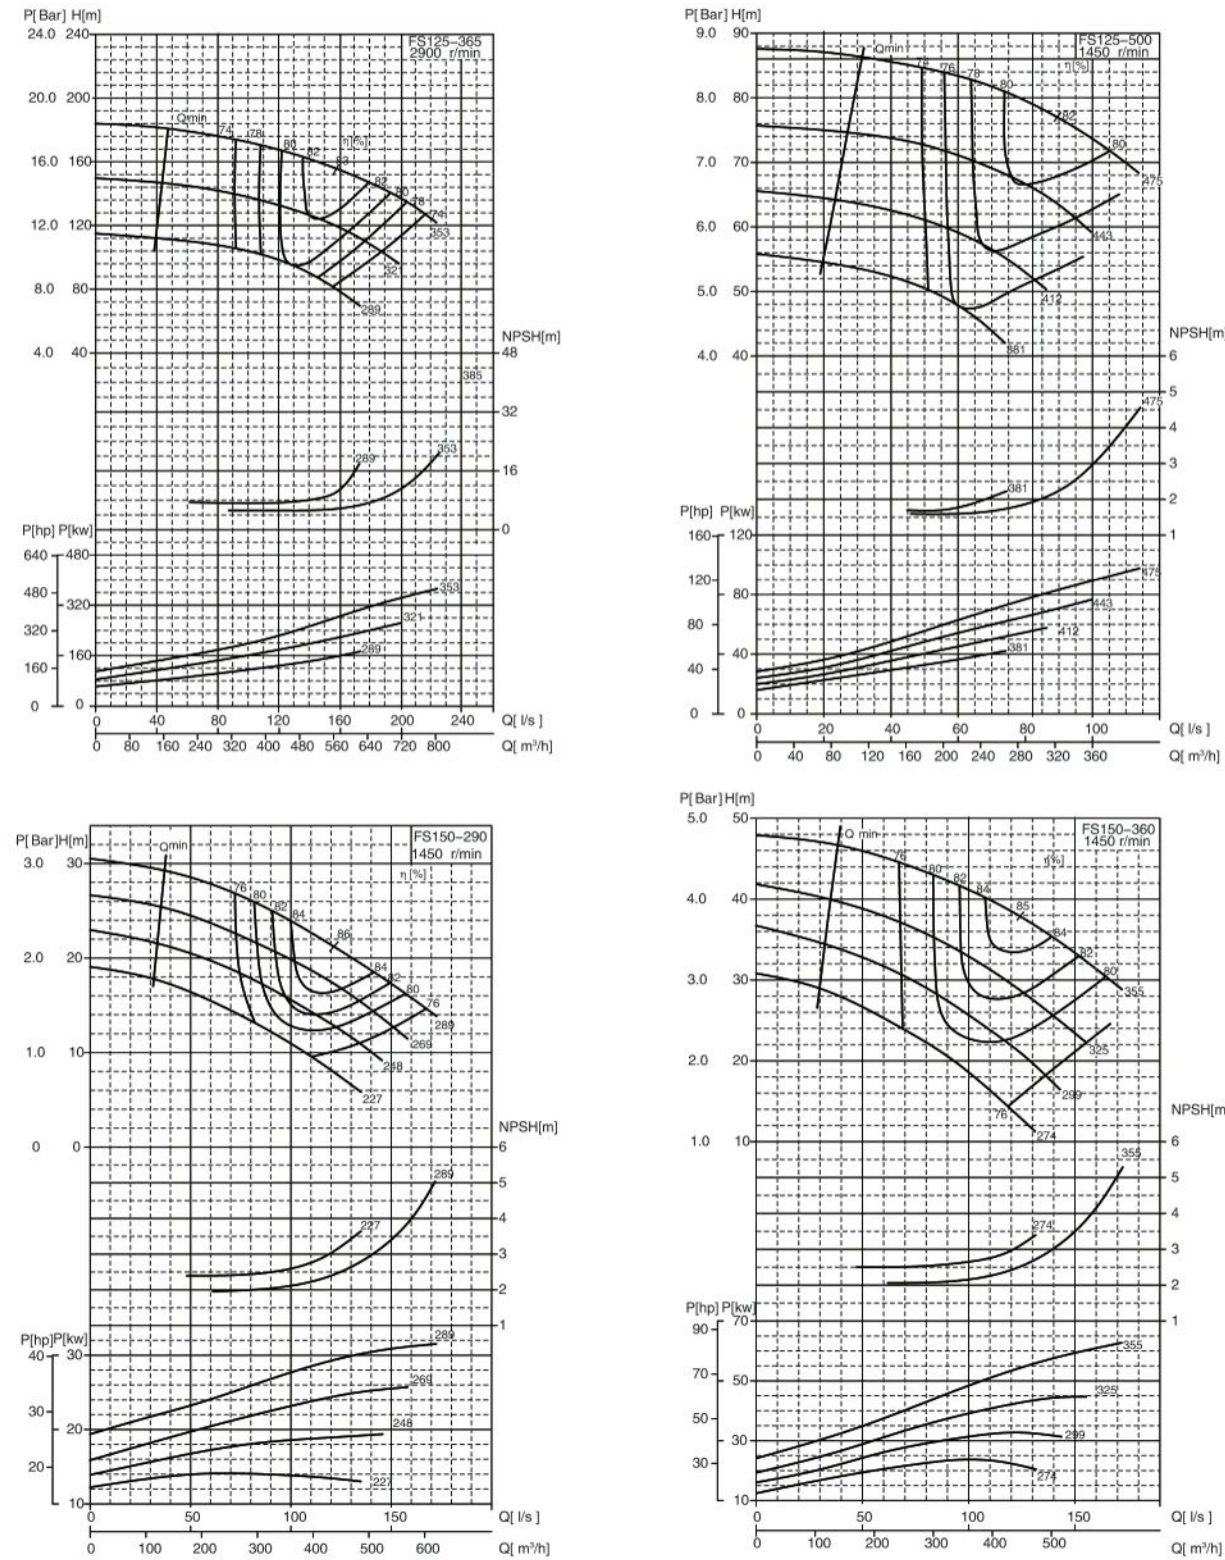 P[Bar] H[m]
24.0 240
FS125-365
2900 r/min
20.0 200
Qmin
74 78 80 82 83 η[%]
16.0 160
82 80 78 74
353
12.0 120
321
8.0 80
289
NPSH[m]
4.0 40 48
385
32
353
289
16
0
P[hp] P[kw]
640 480
480 353
320 320 321
160 160 289
0 0
0 40 80 120 160 200 240 Q[l/s]
0 80 160 240 320 400 480 560 640 720 800 Q[m³/h]
P[Bar] H[m]
9.0 90
FS125-500
1450 r/min
Qmin
74 76 78 80 η[%]
8.0 80
82
80
7.0 70
475
6.0 60
443
5.0 50
412
381
NPSH[m]
4.0 40 6
5
475
4
3
381
2
P[hp] P[kw]
160 120 1
475
120
80
443
80
412
381
40
40
0 0
0 20 40 60 80 100 Q[l/s]
0 40 80 120 160 200 240 280 320 360 Q[m³/h]
P[Bar] H[m]
FS150-290
1450 r/min
Qmin
3.0 30
η[%]
76 80 82 84 86
2.0 20
84 82 80 76
289
269
1.0 10
248
227
NPSH[m]
0 0 6
289
5
4
227
3
2
1
P[hp] P[kw]
40 30 289
269
30
248
20
20
227
10
0 50 100 150 Q[l/s]
0 100 200 300 400 500 600 Q[m³/h]
P[Bar] H[m]
5.0 50
FS150-360
1450 r/min
Q min
76 80 82 84 85 η[%]
4.0 40
84 82 80
3.0 30
355
2.0 20
325
299
76
274
NPSH[m
1.0 10 6
355
5
4
274
3
2
P[hp] P[kw]
90 70 1
355
70
50
325
50
299
30
30
274
10
0 50 100 150 Q[l/s]
0 100 200 300 400 500 Q[m³/h]